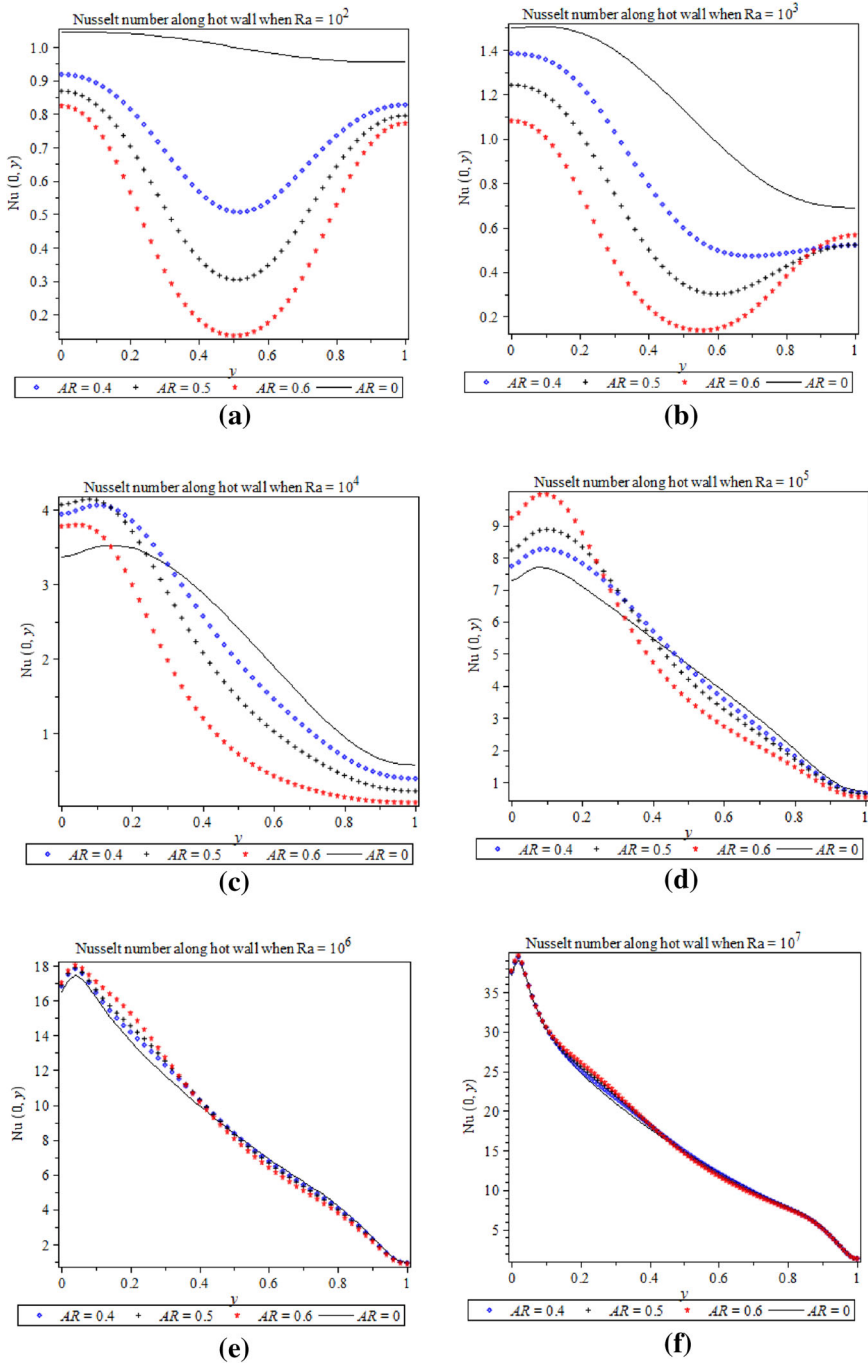 Nusselt number along hot wall when Ra = 10²
Nu (0, y)
1.0
0.9
0.8
0.7
0.6
0.5
0.4
0.3
0.2
0 0.2 0.4 0.6 0.8 1
y
AR = 0.4 AR = 0.5 AR = 0.6 AR = 0
(a)
Nusselt number along hot wall when Ra = 10³
Nu (0, y)
1.4
1.2
1.0
0.8
0.6
0.4
0.2
0 0.2 0.4 0.6 0.8 1
y
AR = 0.4 AR = 0.5 AR = 0.6 AR = 0
(b)
Nusselt number along hot wall when Ra = 10⁴
Nu (0, y)
4
3
2
1
0 0.2 0.4 0.6 0.8 1
y
AR = 0.4 AR = 0.5 AR = 0.6 AR = 0
(c)
Nusselt number along hot wall when Ra = 10⁵
Nu (0, y)
9
8
7
6
5
4
3
2
1
0 0.2 0.4 0.6 0.8 1
y
AR = 0.4 AR = 0.5 AR = 0.6 AR = 0
(d)
Nusselt number along hot wall when Ra = 10⁶
Nu (0, y)
18
16
14
12
10
8
6
4
2
0 0.2 0.4 0.6 0.8 1
y
AR = 0.4 AR = 0.5 AR = 0.6 AR = 0
(e)
Nusselt number along hot wall when Ra = 10⁷
Nu (0, y)
35
30
25
20
15
10
5
0 0.2 0.4 0.6 0.8 1
y
AR = 0.4 AR = 0.5 AR = 0.6 AR = 0
(f)